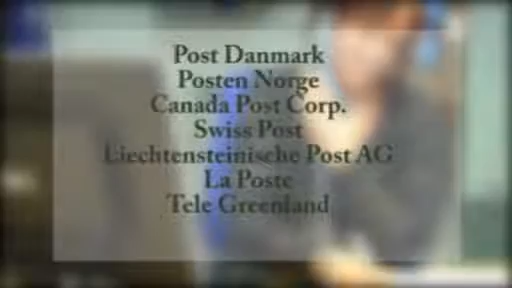 Post Danmark
Posten Norge
Canada Post Corp.
Swiss Post
Liechtensteinische Post AG
La Poste
Tele Greenland